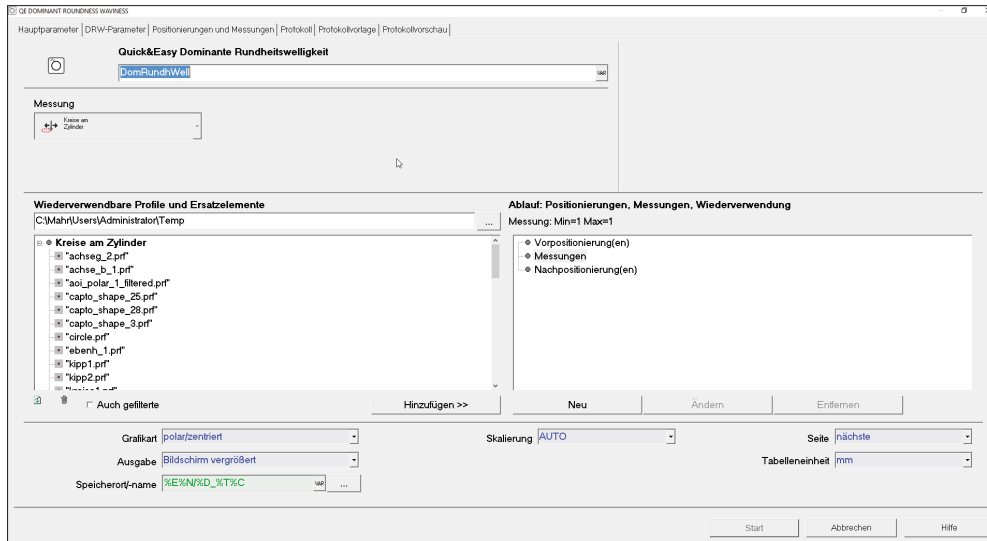 QE DOMINANT ROUNDNESS WAVINESS
Hauptparameter DRW-Parameter Positionierungen und Messungen Protokoll Protokollvorlage Protokollvorschau
Quick&Easy Dominante Rundheitswelligkeit
DomRundhWell
VAR
Messung
Kreise am
Zylinder
Wiederverwendbare Profile und Ersatzelemente
C:\Mahr\Users\Administrator\Temp
...
Kreise am Zylinder
"achseg_2.prf"
"achse_b_1.prf"
"aoi_polar_1_filtered.prf"
"capto_shape_25.prf"
"capto_shape_28.prf"
"capto_shape_3.prf"
"circle.prf"
"ebenh_1.prf"
"kipp1.prf"
"kipp2.prf"
Auch gefilterte
Hinzufügen >>
Ablauf: Positionierungen, Messungen, Wiederverwendung
Messung: Min=1 Max=1
Vorpositionierung(en)
Messungen
Nachpositionierung(en)
Neu
Ändern
Entfernen
Grafikart polar/zentriert
Skalierung AUTO
Seite nächste
Ausgabe Bildschirm vergrößert
Tabelleneinheit mm
Speicherort/-name %E%N/%D_%T%C VAR ...
Start
Abbrechen
Hilfe